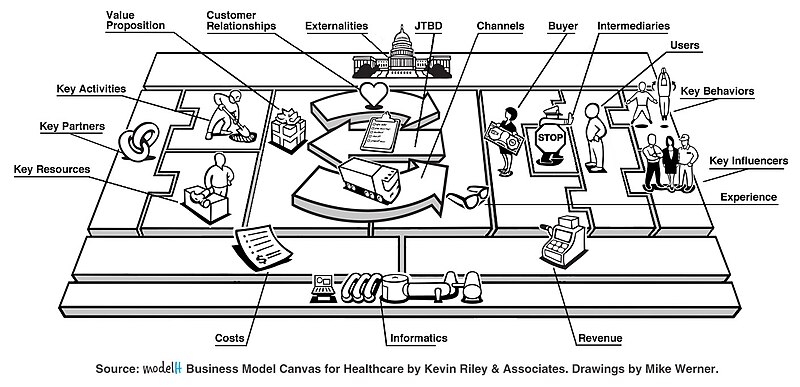 Value
Proposition
Customer
Relationships
Externalities
JTBD
Channels
Buyer
Intermediaries
Users
Key Activities
Key Behaviors
Key Partners
STOP
Key Resources
Key Influencers
Experience
$
Costs
Informatics
Revenue
Source: modelH Business Model Canvas for Healthcare by Kevin Riley & Associates. Drawings by Mike Werner.